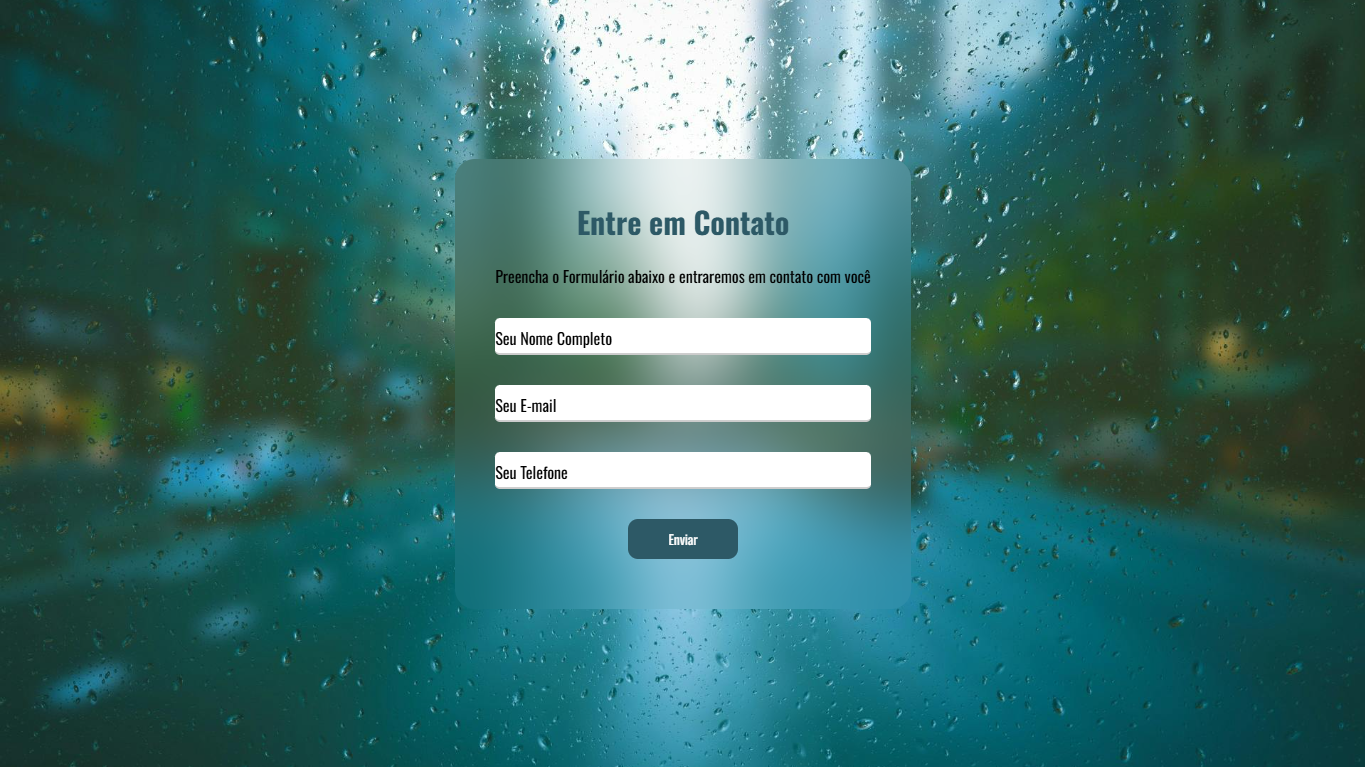 Entre em Contato
Preencha o Formulário abaixo e entraremos em contato com você
Seu Nome Completo
Seu E-mail
Seu Telefone
Enviar